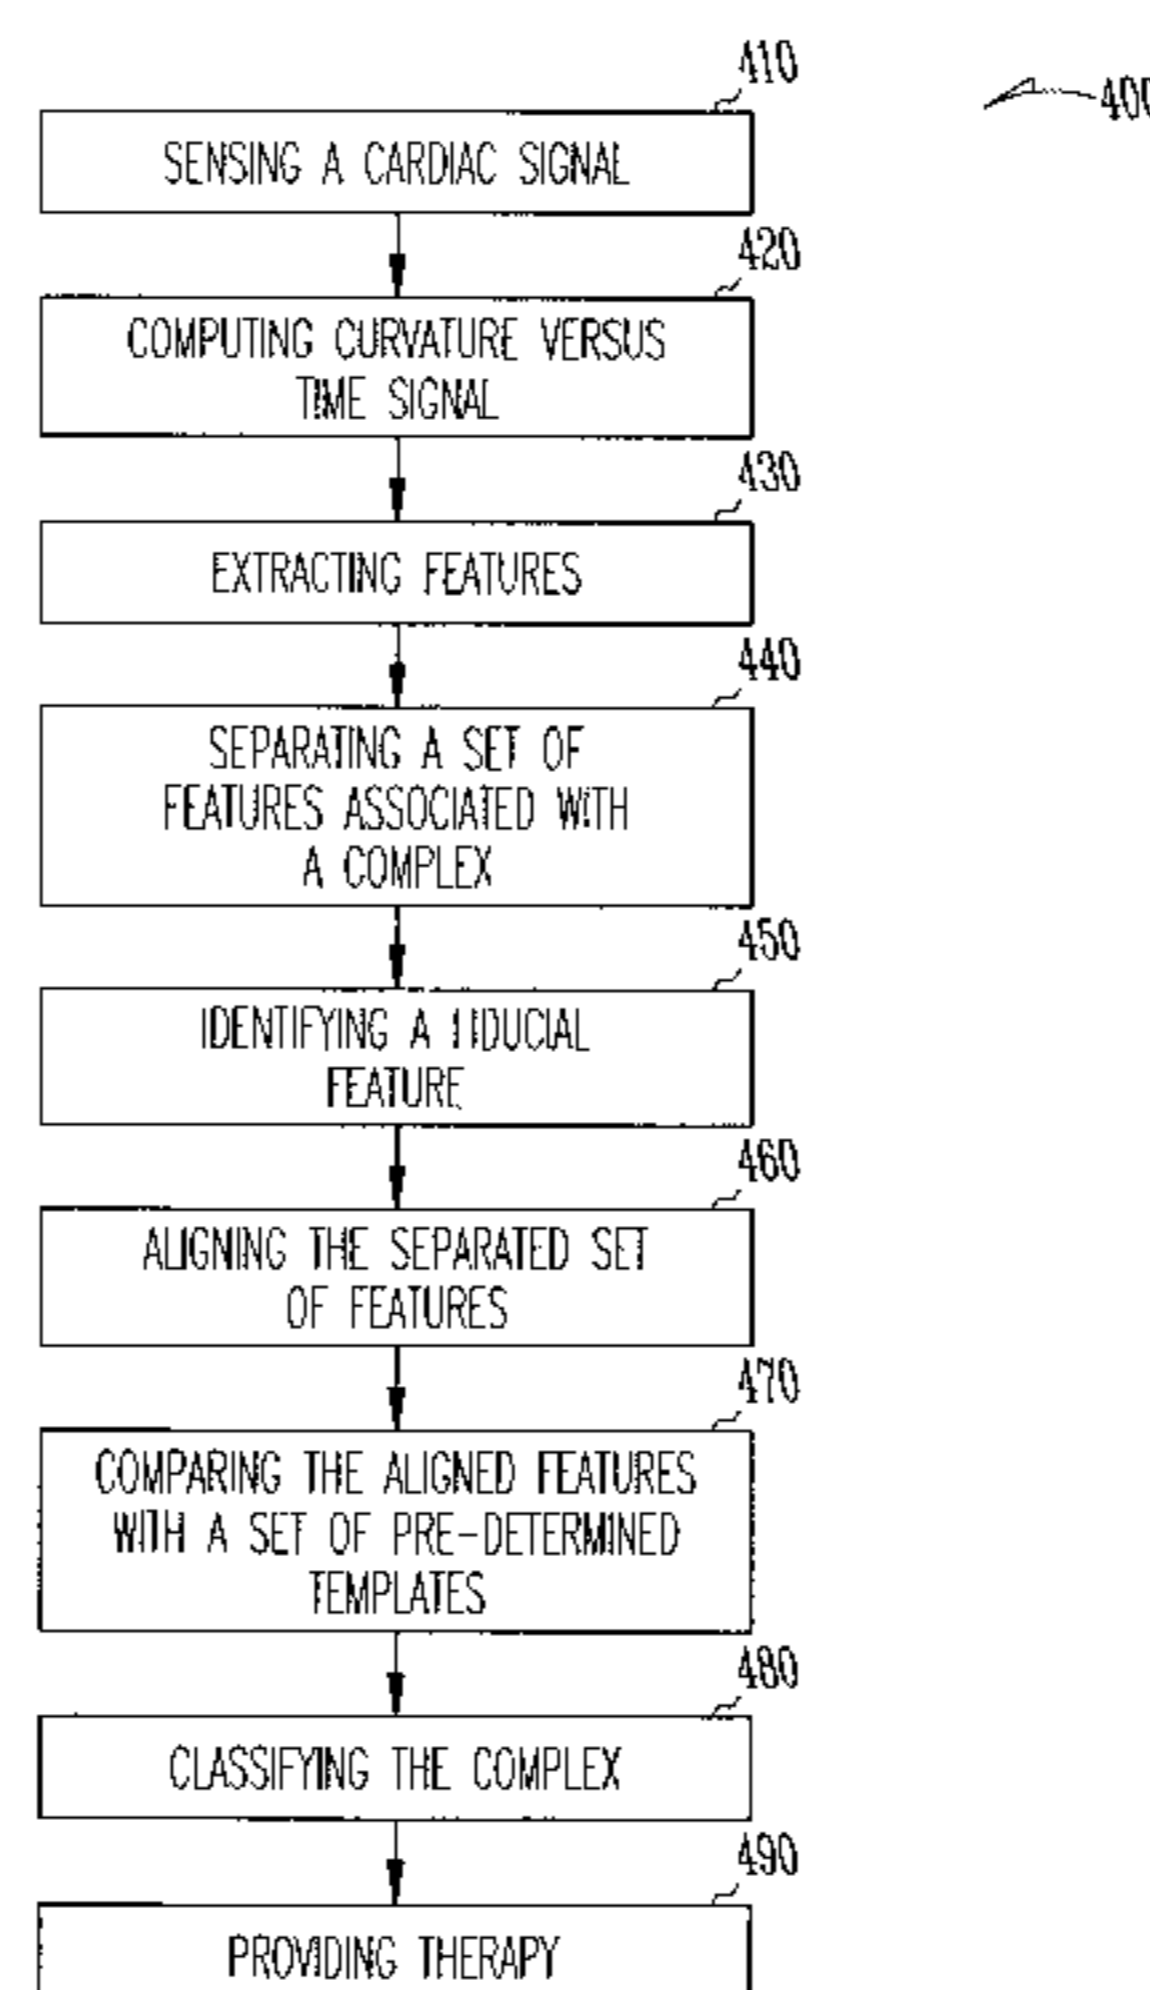 410
400
SENSING A CARDIAC SIGNAL
420
COMPUTING CURVATURE VERSUS
TIME SIGNAL
430
EXTRACTING FEATURES
440
SEPARATING A SET OF
FEATURES ASSOCIATED WITH
A COMPLEX
450
IDENTIFYING A FIDUCIAL
FEATURE
460
ALIGNING THE SEPARATED SET
OF FEATURES
470
COMPARING THE ALIGNED FEATURES
WITH A SET OF PRE-DETERMINED
TEMPLATES
480
CLASSIFYING THE COMPLEX
490
PROVIDING THERAPY